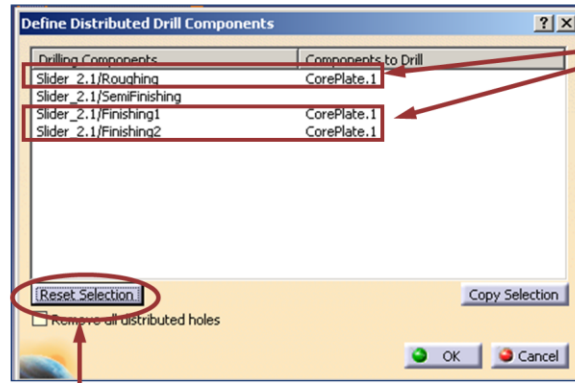 Define Distributed Drill Components
Drilling Components Components to Drill
Slider_2.1/Roughing CorePlate.1
Slider_2.1/SemiFinishing
Slider_2.1/Finishing1 CorePlate.1
Slider_2.1/Finishing2 CorePlate.1
Reset Selection Copy Selection
Remove all distributed holes
OK Cancel